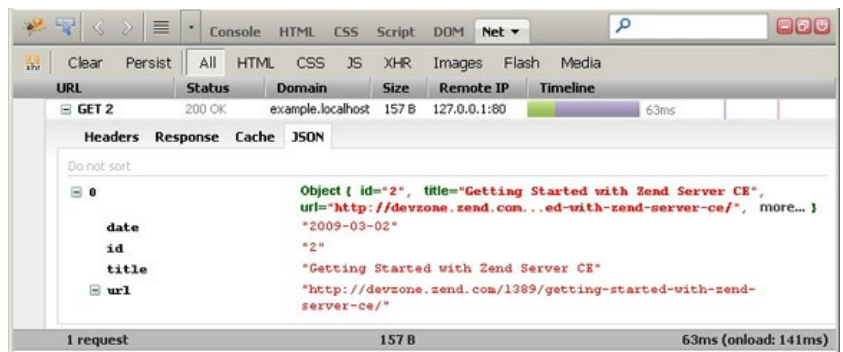 Console HTML CSS Script DOM Net
Clear Persist All HTML CSS JS XHR Images Flash Media
URL Status Domain Size Remote IP Timeline
GET 2 200 OK example.localhost 157 B 127.0.0.1:80 63ms
Headers Response Cache JSON
Do not sort
0 Object { id="2", title="Getting Started with Zend Server CE",
url="http://devzone.zend.com...ed-with-zend-server-ce/", more... }
date "2009-03-02"
id "2"
title "Getting Started with Zend Server CE"
url "http://devzone.zend.com/1389/getting-started-with-zend-
server-ce/"
1 request 157 B 63ms (onload: 141ms)